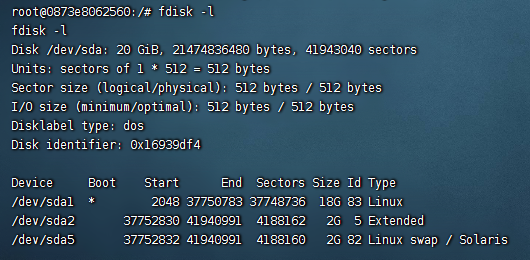 root@0873e8062560:/# fdisk -l
fdisk -l
Disk /dev/sda: 20 GiB, 21474836480 bytes, 41943040 sectors
Units: sectors of 1 * 512 = 512 bytes
Sector size (logical/physical): 512 bytes / 512 bytes
I/O size (minimum/optimal): 512 bytes / 512 bytes
Disklabel type: dos
Disk identifier: 0x16939df4
Device Boot Start End Sectors Size Id Type
/dev/sda1 * 2048 37750783 37748736 18G 83 Linux
/dev/sda2 37752830 41940991 4188162 2G 5 Extended
/dev/sda5 37752832 41940991 4188160 2G 82 Linux swap / Solaris